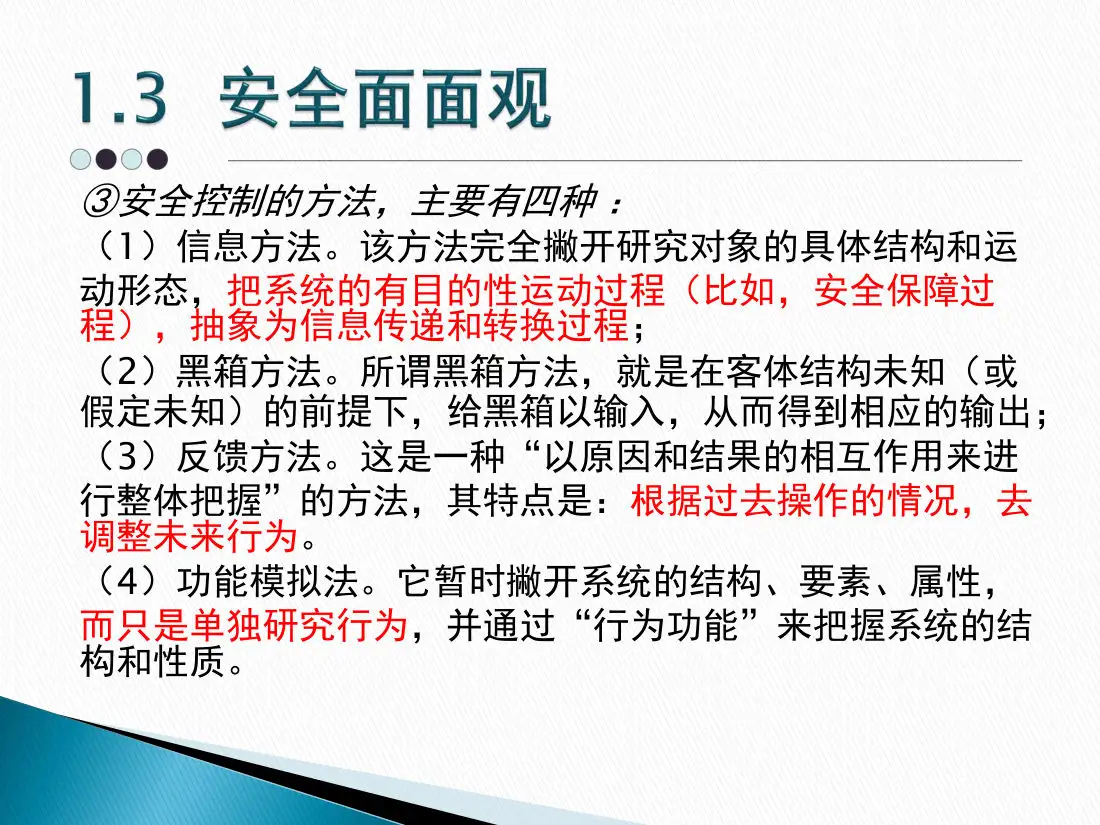 1.3 安全面面观
③安全控制的方法，主要有四种：
（1）信息方法。该方法完全撇开研究对象的具体结构和运
动形态，把系统的有目的性运动过程（比如，安全保障过
程），抽象为信息传递和转换过程；
（2）黑箱方法。所谓黑箱方法，就是在客体结构未知（或
假定未知）的前提下，给黑箱以输入，从而得到相应的输出；
（3）反馈方法。这是一种“以原因和结果的相互作用来进
行整体把握”的方法，其特点是：根据过去操作的情况，去
调整未来行为。
（4）功能模拟法。它暂时撇开系统的结构、要素、属性，
而只是单独研究行为，并通过“行为功能”来把握系统的结
构和性质。